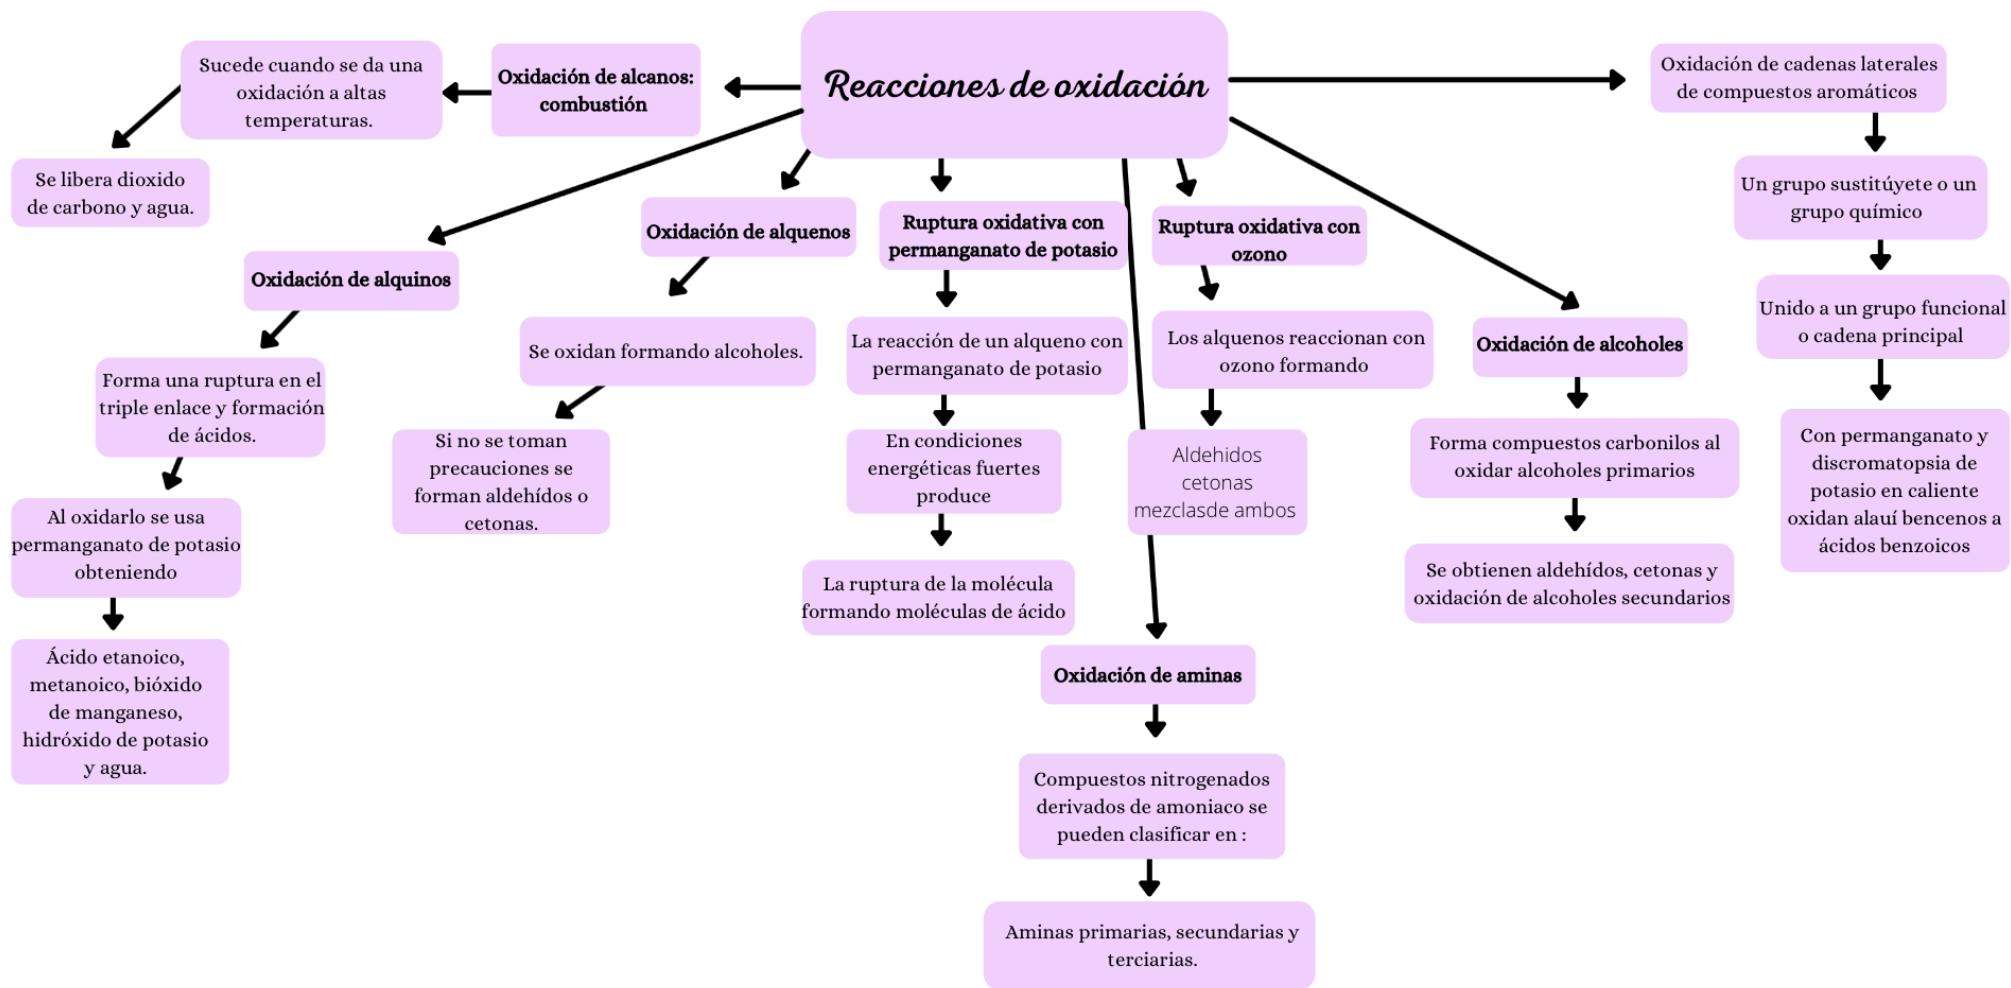 Reacciones de oxidación
Oxidación de alcanos:
combustión
Sucede cuando se da una
oxidación a altas
temperaturas.
Se libera dioxido
de carbono y agua.
Oxidación de alquinos
Forma una ruptura en el
triple enlace y formación
de ácidos.
Al oxidarlo se usa
permanganato de potasio
obteniendo
Ácido etanoico,
metanoico, bióxido
de manganeso,
hidróxido de potasio
y agua.
Oxidación de alquenos
Se oxidan formando alcoholes.
Si no se toman
precauciones se
forman aldehídos o
cetonas.
Ruptura oxidativa con
permanganato de potasio
La reacción de un alqueno con
permanganato de potasio
En condiciones
energéticas fuertes
produce
La ruptura de la molécula
formando moléculas de ácido
Oxidación de aminas
Compuestos nitrogenados
derivados de amoniaco se
pueden clasificar en :
Aminas primarias, secundarias y
terciarias.
Ruptura oxidativa con
ozono
Los alquenos reaccionan con
ozono formando
Aldehidos
cetonas
mezclasde ambos
Oxidación de alcoholes
Forma compuestos carbonilos al
oxidar alcoholes primarios
Se obtienen aldehídos, cetonas y
oxidación de alcoholes secundarios
Oxidación de cadenas laterales
de compuestos aromáticos
Un grupo sustitúyete o un
grupo químico
Unido a un grupo funcional
o cadena principal
Con permanganato y
discromatopsia de
potasio en caliente
oxidan alauí bencenos a
ácidos benzoicos